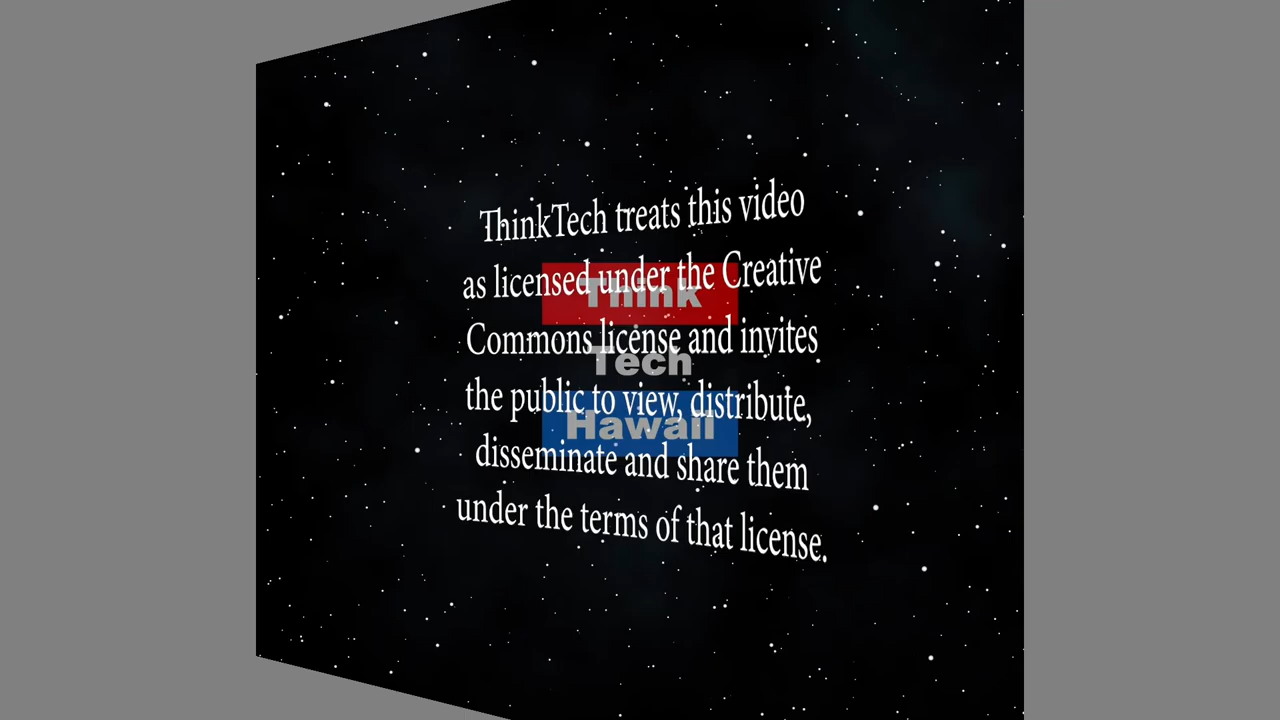 ThinkTech treats this video
as licensed under the Creative
Commons license and invites
the public to view, distribute,
disseminate and share them
under the terms of that license.
Think
Tech
Hawaii